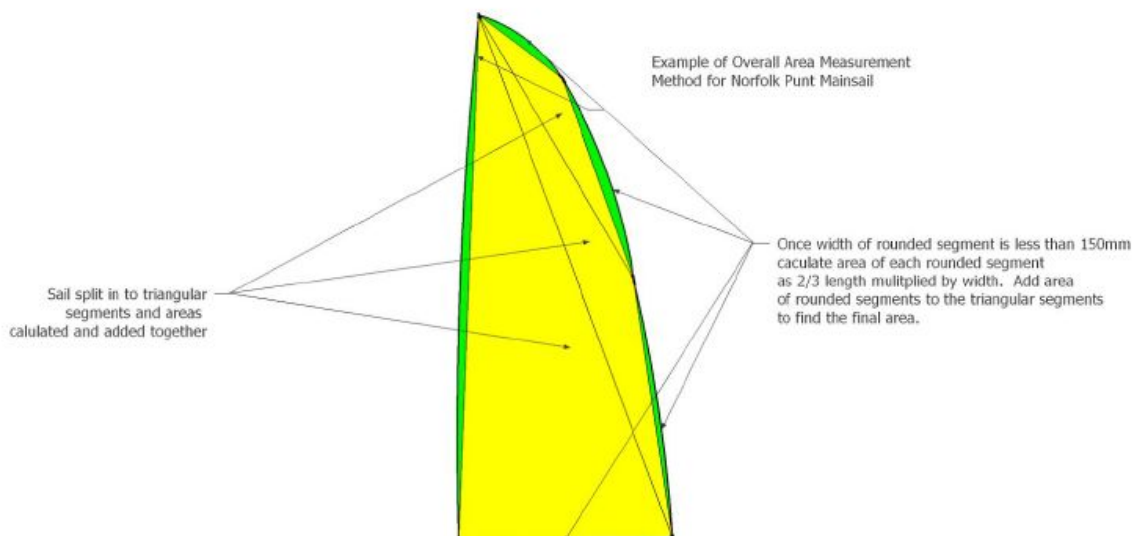 Example of Overall Area Measurement
Method for Norfolk Punt Mainsail
Once width of rounded segment is less than 150mm
caculate area of each rounded segment
as 2/3 length mulitplied by width. Add area
of rounded segments to the triangular segments
to find the final area.
Sail split in to triangular
segments and areas
calulated and added together